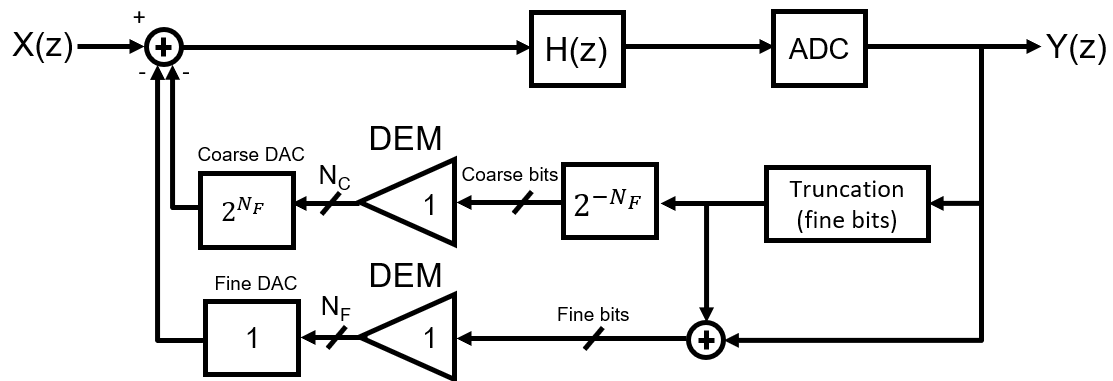 +
X(z)
+
-
-
H(z)
ADC
Y(z)
DEM
Coarse DAC
2^{N_F}
N_C
1
Coarse bits
2^{-N_F}
Truncation
(fine bits)
DEM
Fine DAC
1
N_F
1
Fine bits
+